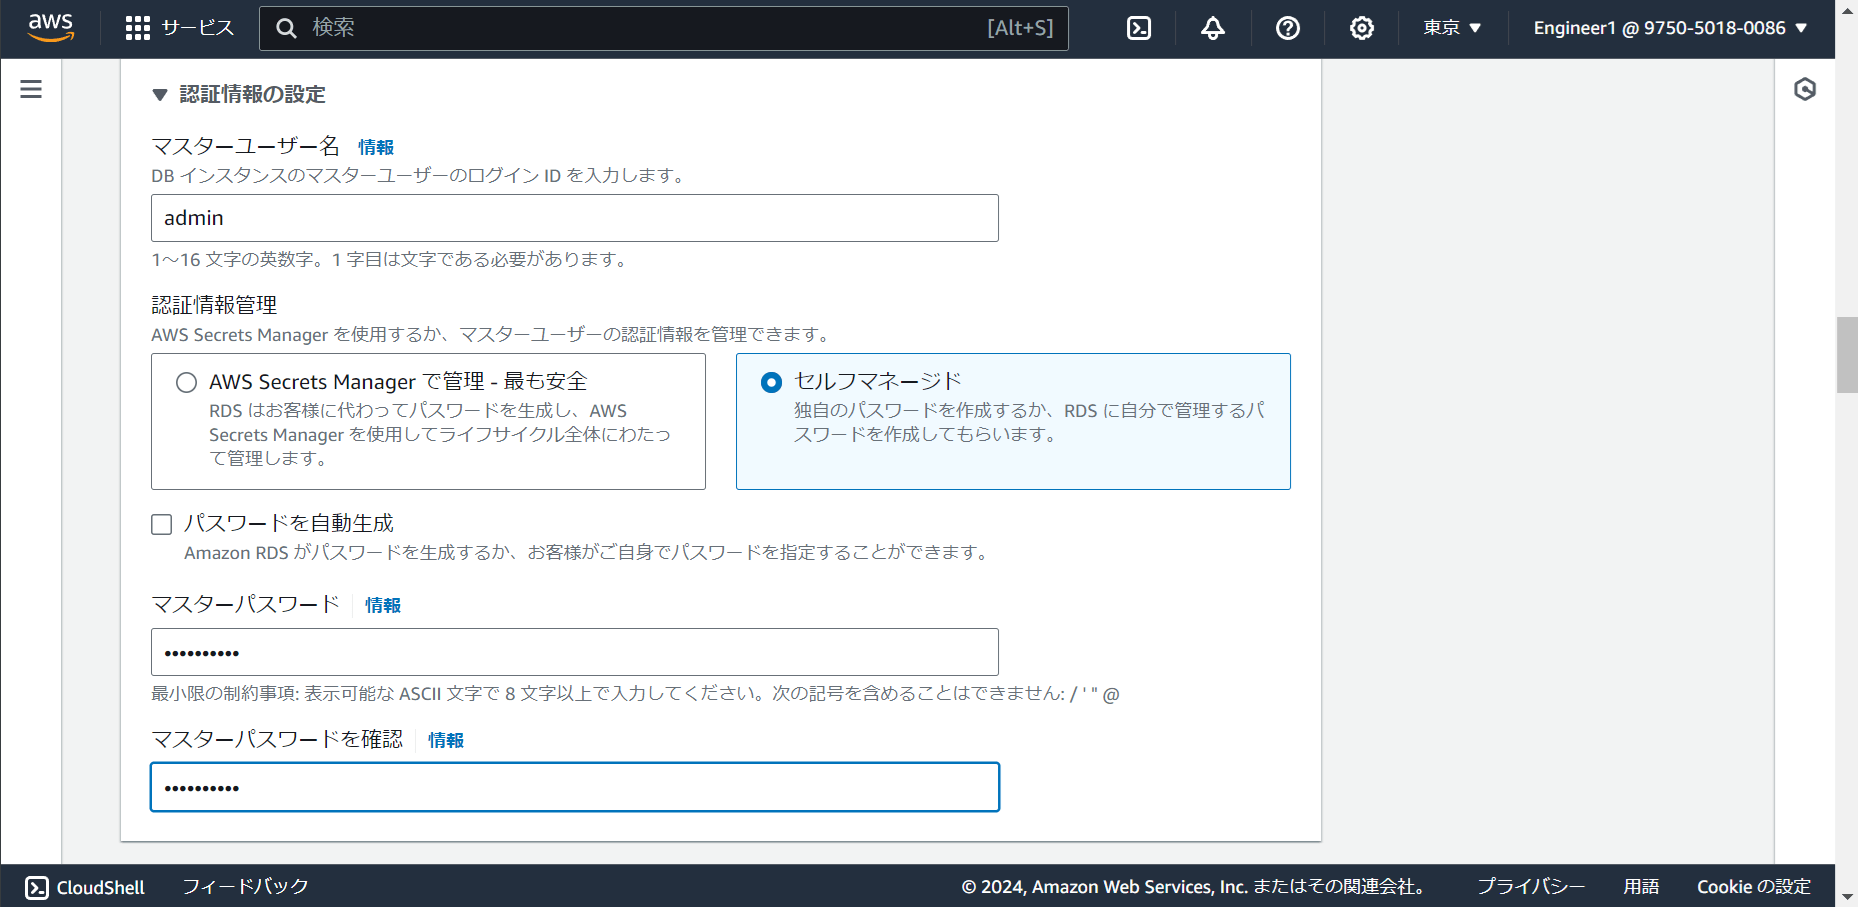 aws サービス 検索 [Alt+S] 東京 ▼ Engineer1 @ 9750-5018-0086 ▼
▼ 認証情報の設定
マスターユーザー名 情報
DB インスタンスのマスターユーザーのログイン ID を入力します。
admin
1～16 文字の英数字。1 字目は文字である必要があります。
認証情報管理
AWS Secrets Manager を使用するか、マスターユーザーの認証情報を管理できます。
AWS Secrets Manager で管理 - 最も安全
RDS はお客様に代わってパスワードを生成し、AWS
Secrets Manager を使用してライフサイクル全体にわたっ
て管理します。
セルフマネージド
独自のパスワードを作成するか、RDS に自分で管理するパ
スワードを作成してもらいます。
パスワードを自動生成
Amazon RDS がパスワードを生成するか、お客様がご自身でパスワードを指定することができます。
マスターパスワード 情報
••••••••••
最小限の制約事項: 表示可能な ASCII 文字で 8 文字以上で入力してください。次の記号を含めることはできません: / ' " @
マスターパスワードを確認 情報
••••••••••
CloudShell フィードバック © 2024, Amazon Web Services, Inc. またはその関連会社。 プライバシー 用語 Cookie の設定